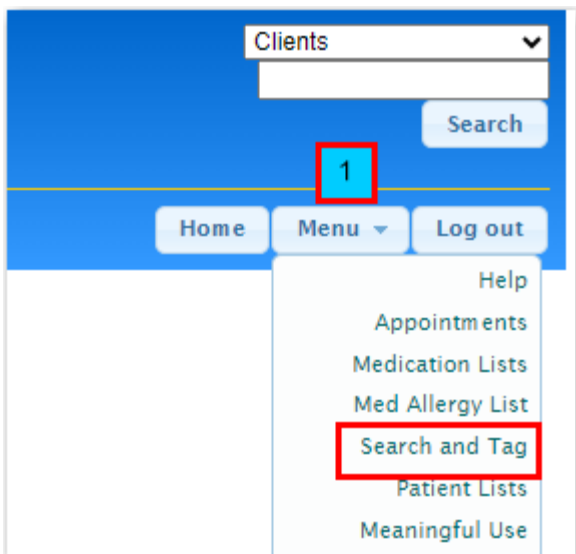 Clients
Search
1
Home Menu Log out
Help
Appointments
Medication Lists
Med Allergy List
Search and Tag
Patient Lists
Meaningful Use